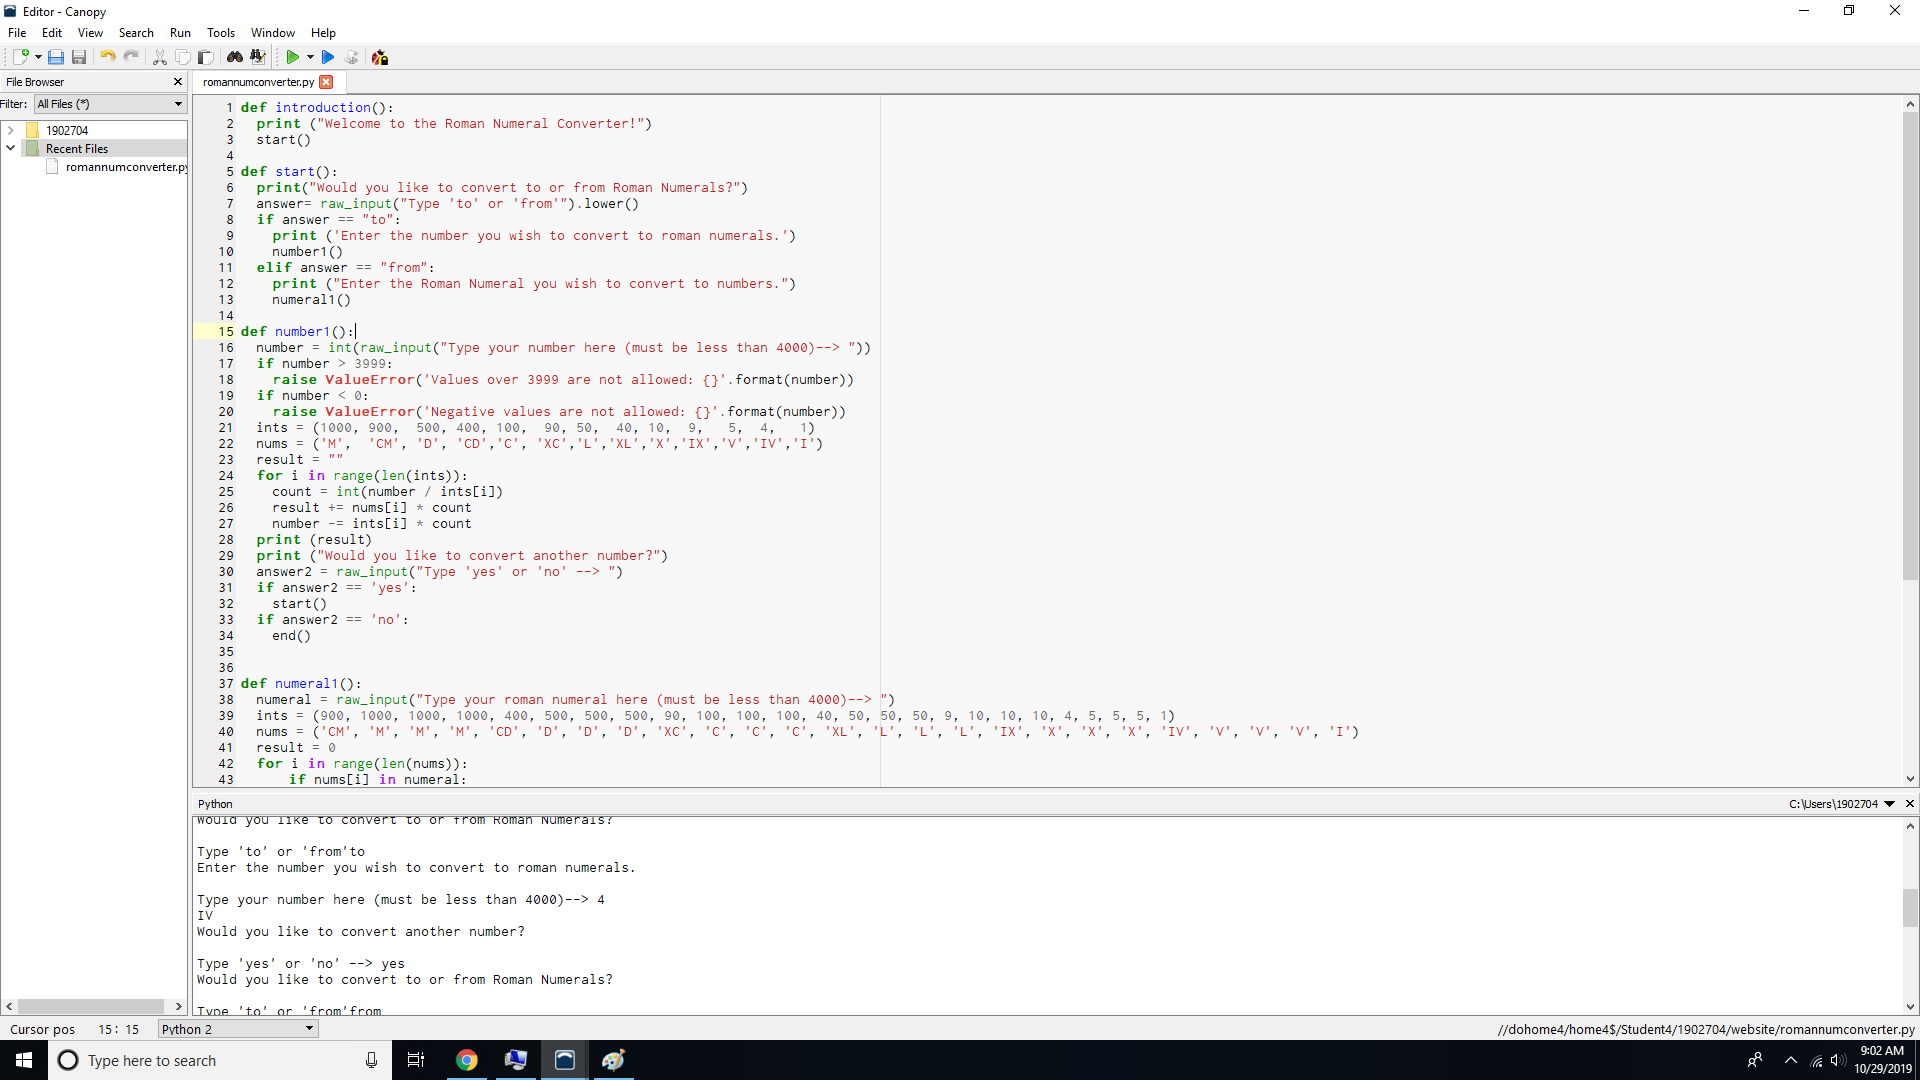 Editor - Canopy
File Edit View Search Run Tools Window Help
File Browser
romannumconverter.py
Filter: All Files (*)
1902704
Recent Files
romannumconverter.py
1 def introduction():
2   print ("Welcome to the Roman Numeral Converter!")
3   start()
4
5 def start():
6   print("Would you like to convert to or from Roman Numerals?")
7   answer= raw_input("Type 'to' or 'from'").lower()
8   if answer == "to":
9     print ('Enter the number you wish to convert to roman numerals.')
10     number1()
11   elif answer == "from":
12     print ("Enter the Roman Numeral you wish to convert to numbers.")
13     numeral1()
14
15 def number1():
16   number = int(raw_input("Type your number here (must be less than 4000)--> "))
17   if number > 3999:
18     raise ValueError('Values over 3999 are not allowed: {}'.format(number))
19   if number < 0:
20     raise ValueError('Negative values are not allowed: {}'.format(number))
21   ints = (1000, 900,  500, 400, 100,  90, 50,  40, 10,  9,   5,  4,   1)
22   nums = ('M',  'CM', 'D', 'CD','C', 'XC','L','XL','X','IX','V','IV','I')
23   result = ""
24   for i in range(len(ints)):
25     count = int(number / ints[i])
26     result += nums[i] * count
27     number -= ints[i] * count
28   print (result)
29   print ("Would you like to convert another number?")
30   answer2 = raw_input("Type 'yes' or 'no' --> ")
31   if answer2 == 'yes':
32     start()
33   if answer2 == 'no':
34     end()
35
36
37 def numeral1():
38   numeral = raw_input("Type your roman numeral here (must be less than 4000)--> ")
39   ints = (900, 1000, 1000, 1000, 400, 500, 500, 500, 90, 100, 100, 100, 40, 50, 50, 50, 9, 10, 10, 10, 4, 5, 5, 5, 1)
40   nums = ('CM', 'M', 'M', 'M', 'CD', 'D', 'D', 'D', 'XC', 'C', 'C', 'C', 'XL', 'L', 'L', 'L', 'IX', 'X', 'X', 'X', 'IV', 'V', 'V', 'V', 'I')
41   result = 0
42   for i in range(len(nums)):
43       if nums[i] in numeral:
Python C:\Users\1902704
Would you like to convert to or from Roman Numerals?
Type 'to' or 'from'to
Enter the number you wish to convert to roman numerals.
Type your number here (must be less than 4000)--> 4
IV
Would you like to convert another number?
Type 'yes' or 'no' --> yes
Would you like to convert to or from Roman Numerals?
Type 'to' or 'from'from
Cursor pos 15: 15 Python 2 //dohome4/home4$/Student4/1902704/website/romannumconverter.py
Type here to search
9:02 AM
10/29/2019